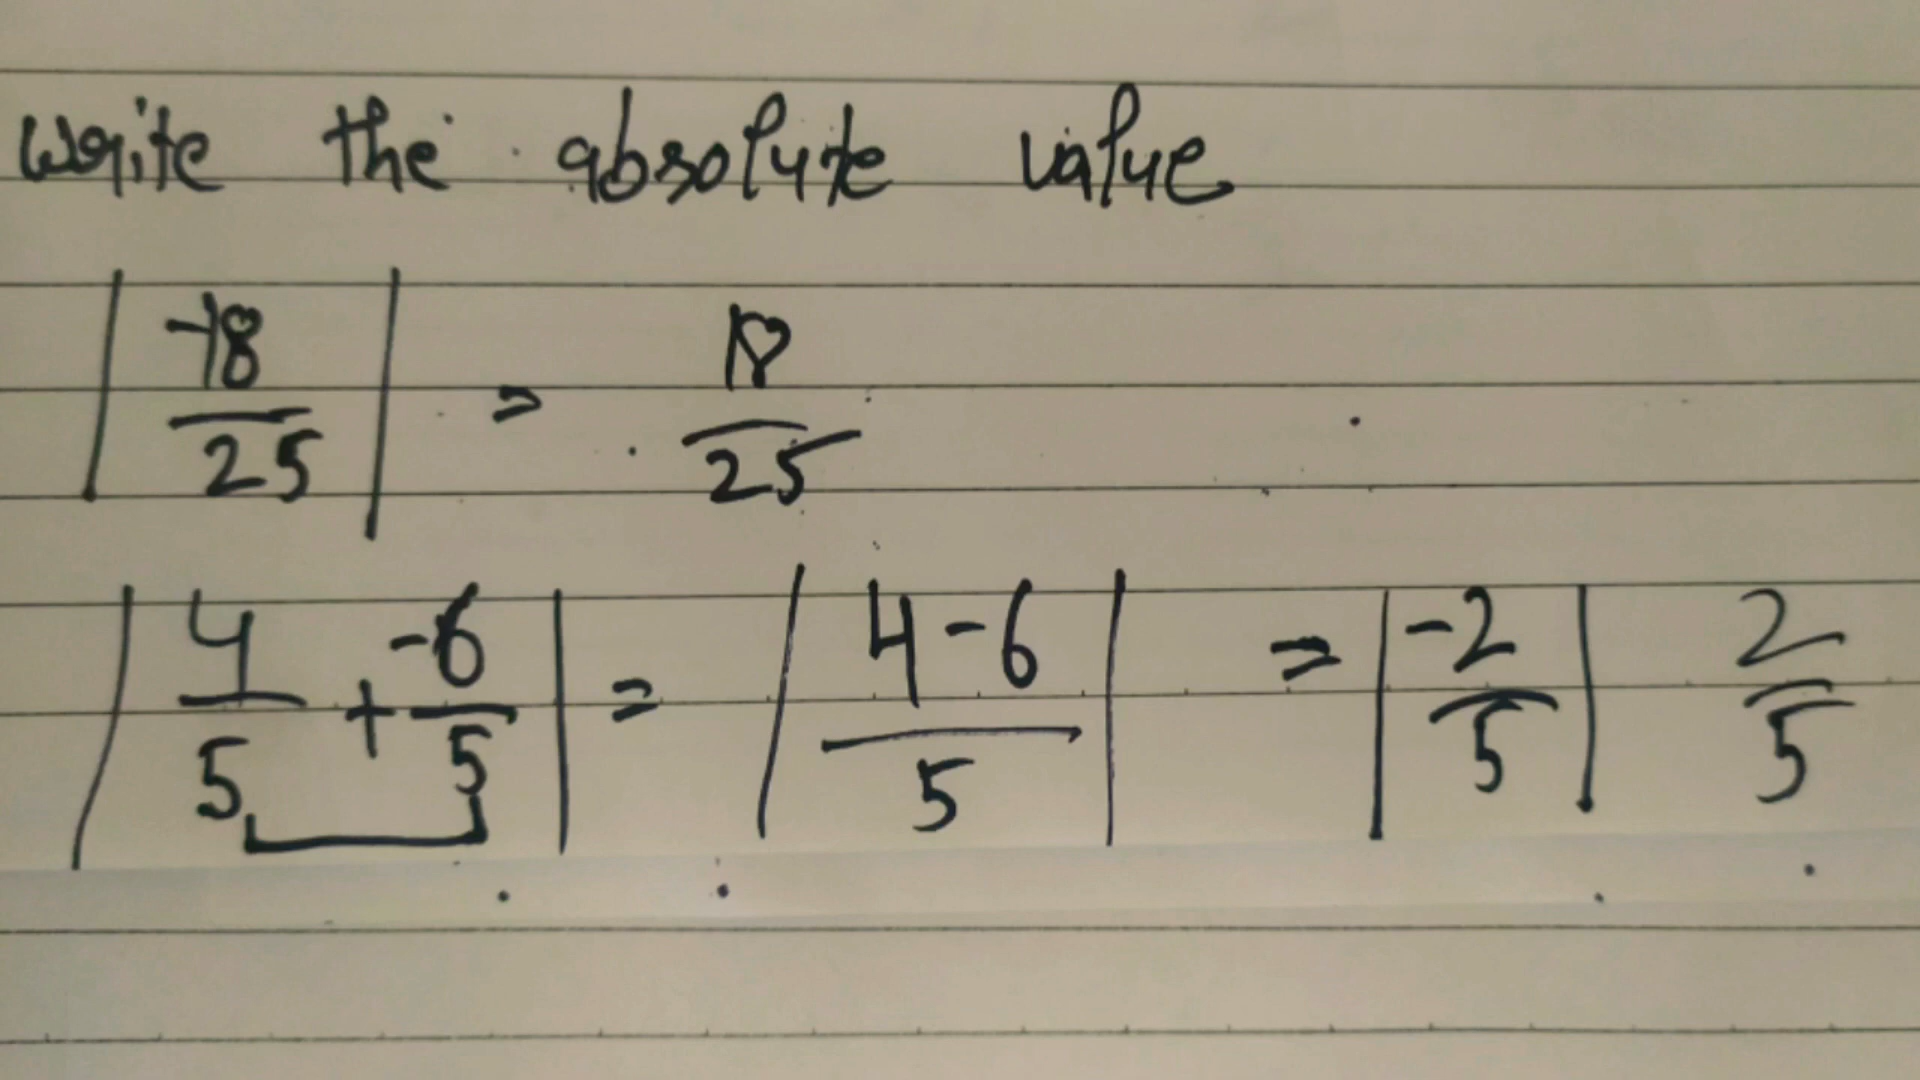 Write the absolute value
|-18/25| = 18/25
|4/5 + -6/5| = |4-6/5| = |-2/5| 2/5